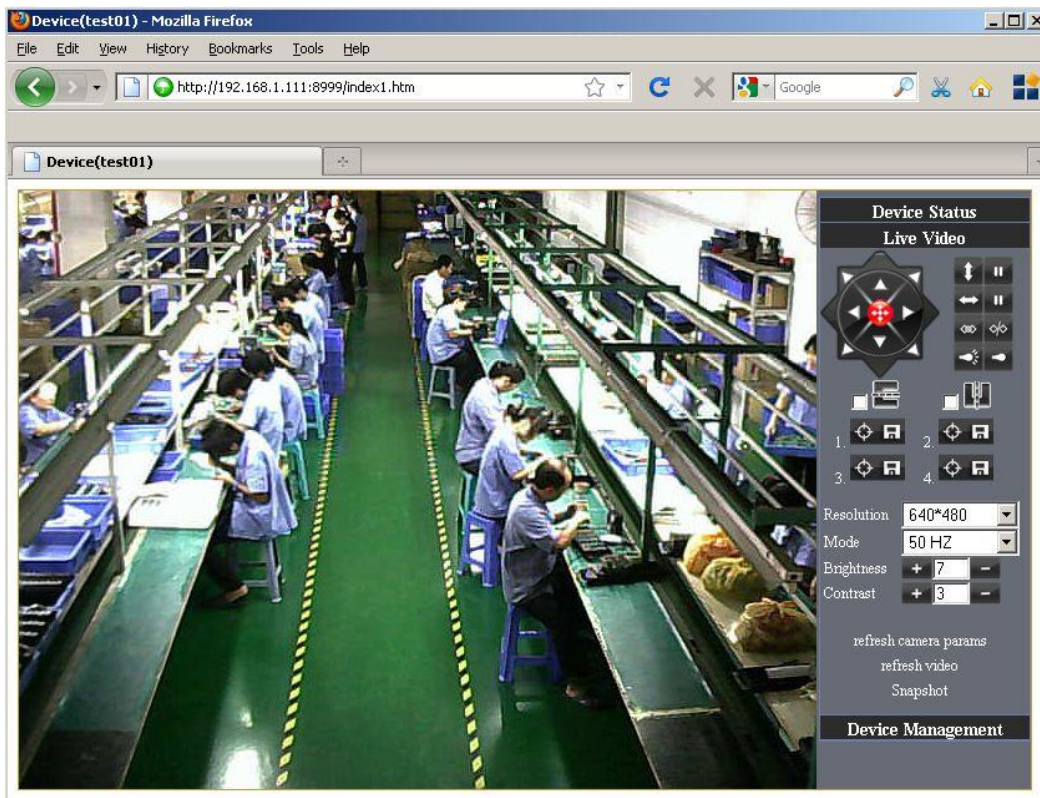 Device(test01) - Mozilla Firefox
File Edit View History Bookmarks Tools Help
http://192.168.1.111:8999/index1.htm
Google
Device(test01)
Device Status
Live Video
1. 2.
3. 4.
Resolution 640*480
Mode 50 HZ
Brightness + 7 -
Contrast + 3 -
refresh camera params
refresh video
Snapshot
Device Management